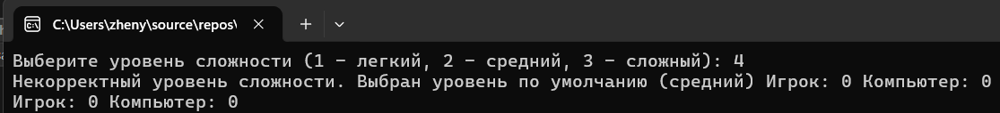 C:\Users\zheny\source\repos\
Выберите уровень сложности (1 - легкий, 2 - средний, 3 - сложный): 4
Некорректный уровень сложности. Выбран уровень по умолчанию (средний) Игрок: 0 Компьютер: 0
Игрок: 0 Компьютер: 0